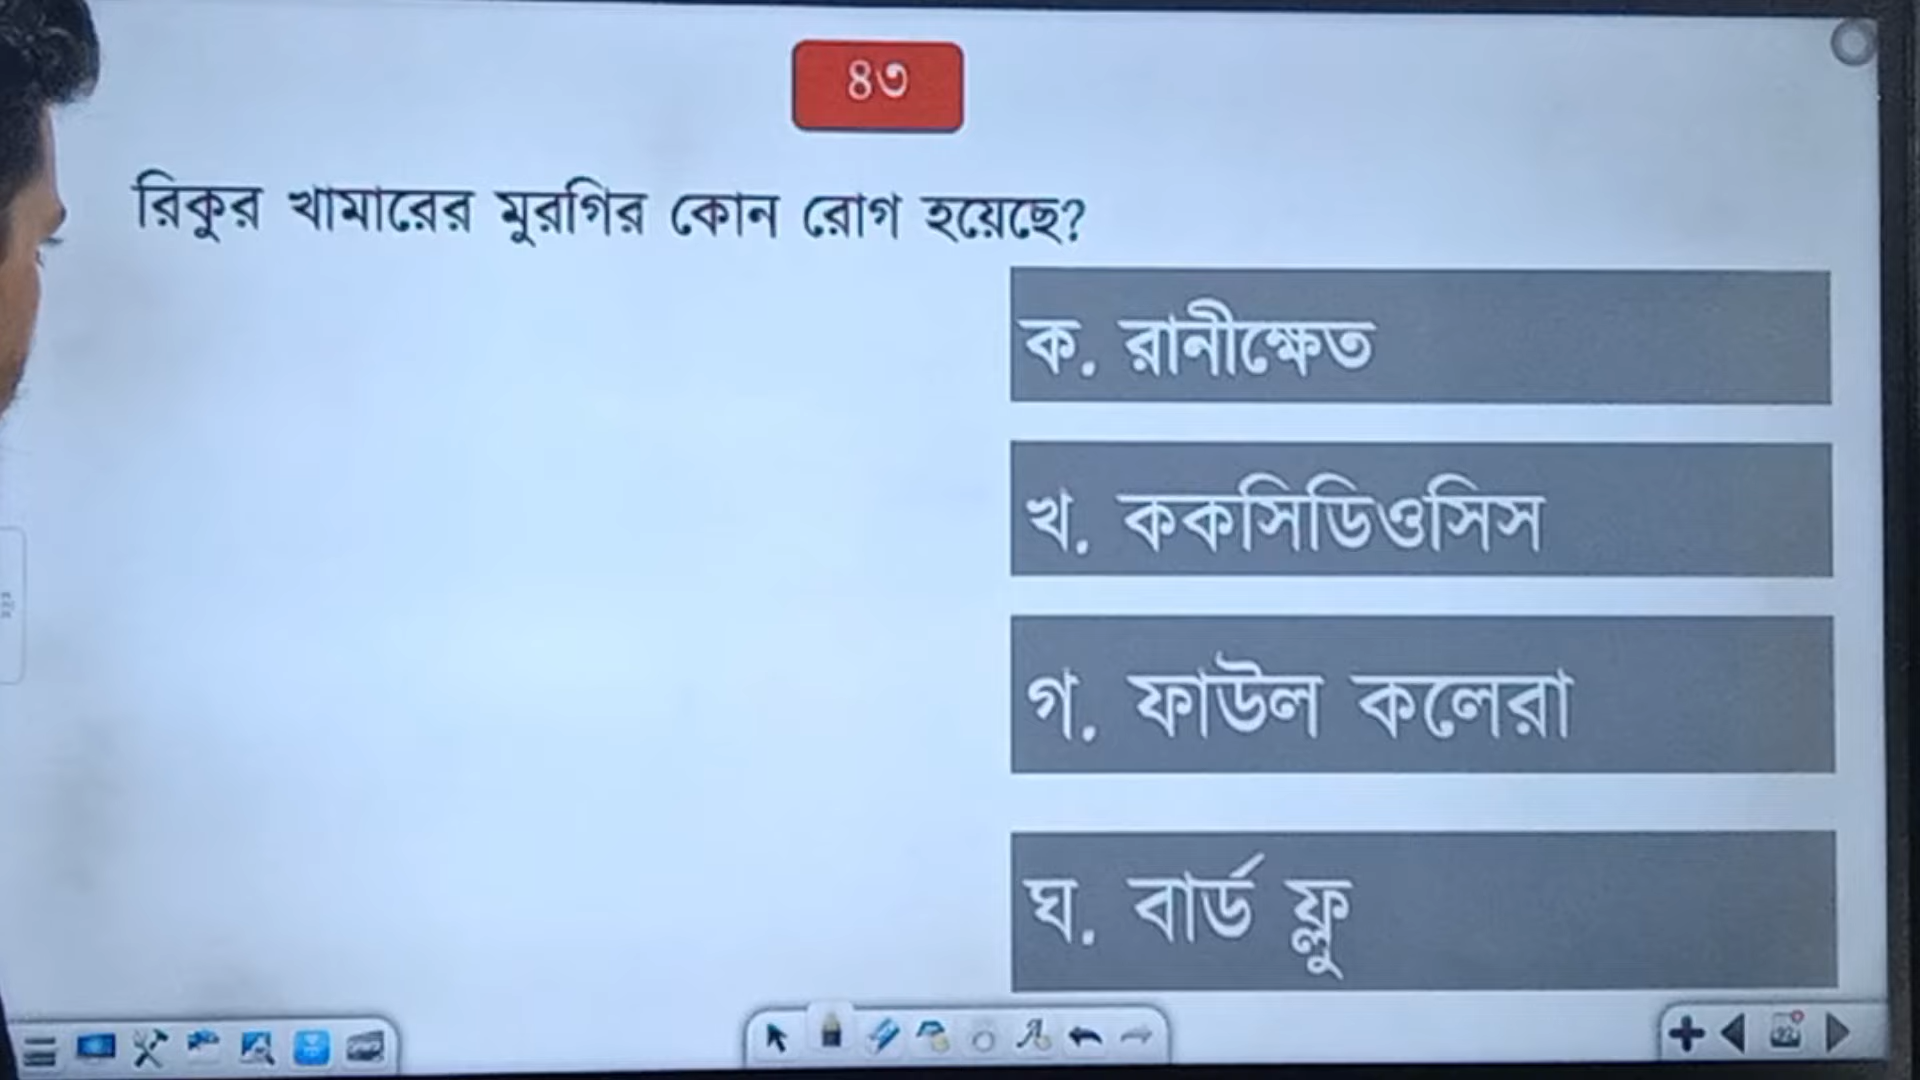 ৪৩
রিকুর খামারের মুরগির কোন রোগ হয়েছে?
ক. রানীক্ষেত
খ. ককসিডিওসিস
গ. ফাউল কলেরা
ঘ. বার্ড ফ্লু